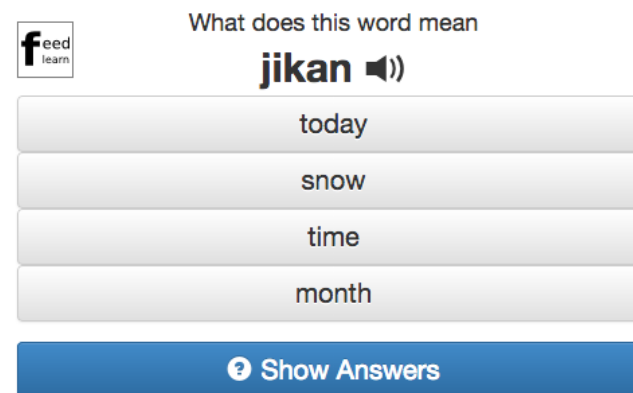 feed
learn
What does this word mean
jikan
today
snow
time
month
Show Answers